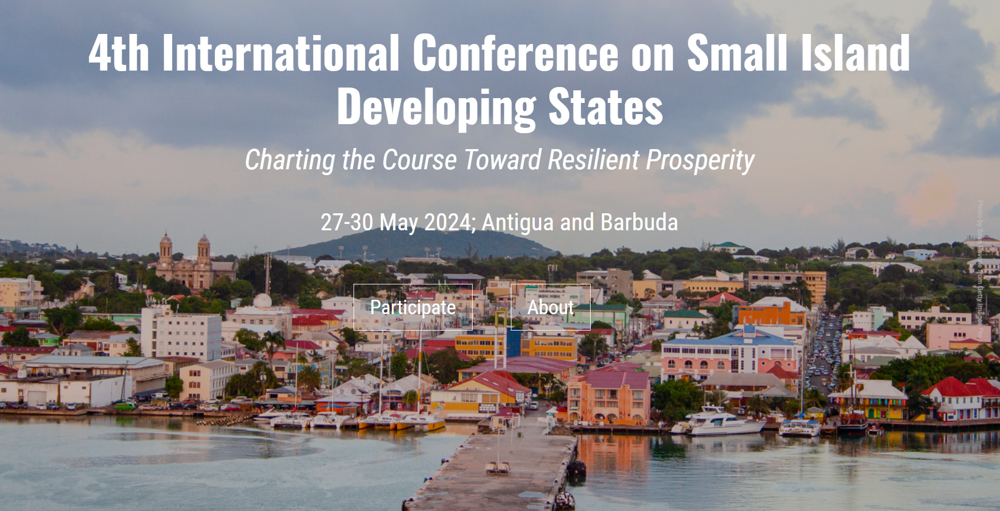 4th International Conference on Small Island
Developing States
Charting the Course Toward Resilient Prosperity
27-30 May 2024; Antigua and Barbuda
Participate
About
Photo by Sean Pavone from Getty Images Pro